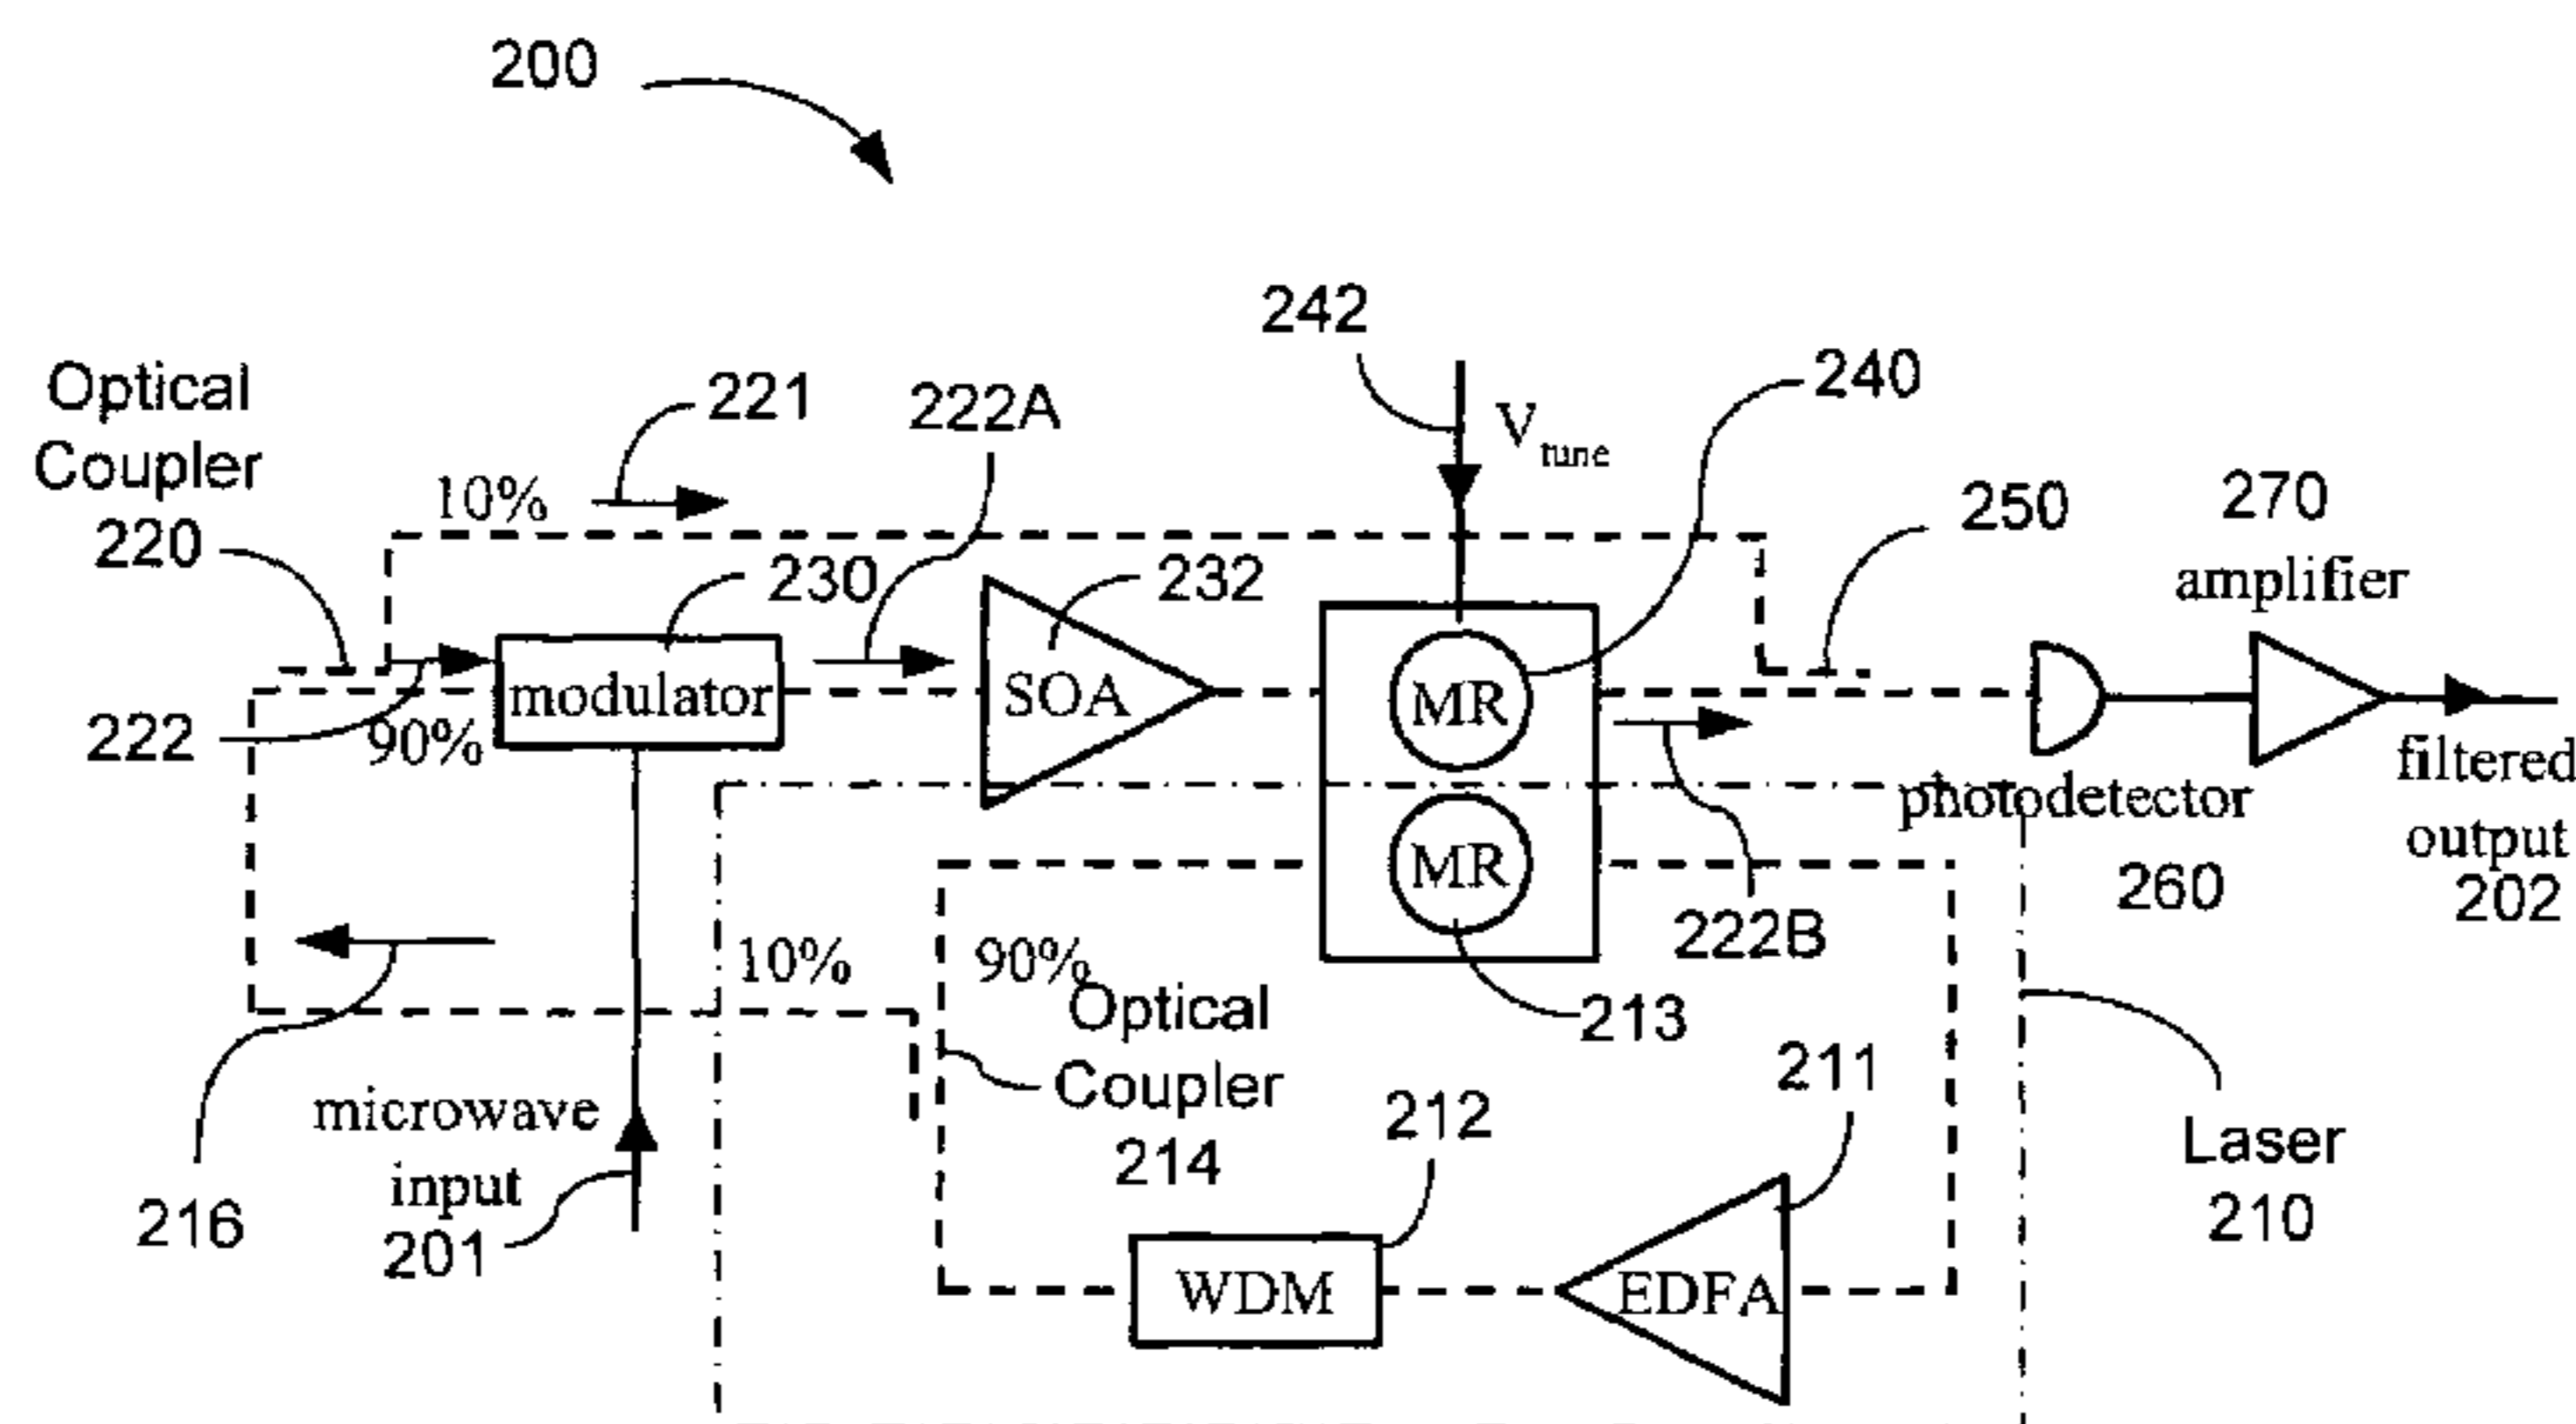 200
242
240
Optical
Coupler
220
221
222A
V tune
250
270
amplifier
10%
230
232
modulator
SOA
MR
222
90%
filtered
output
202
photodetector
260
MR
222B
216
10%
90%
Optical
Coupler
214
213
211
212
microwave
input
201
WDM
EDFA
Laser
210